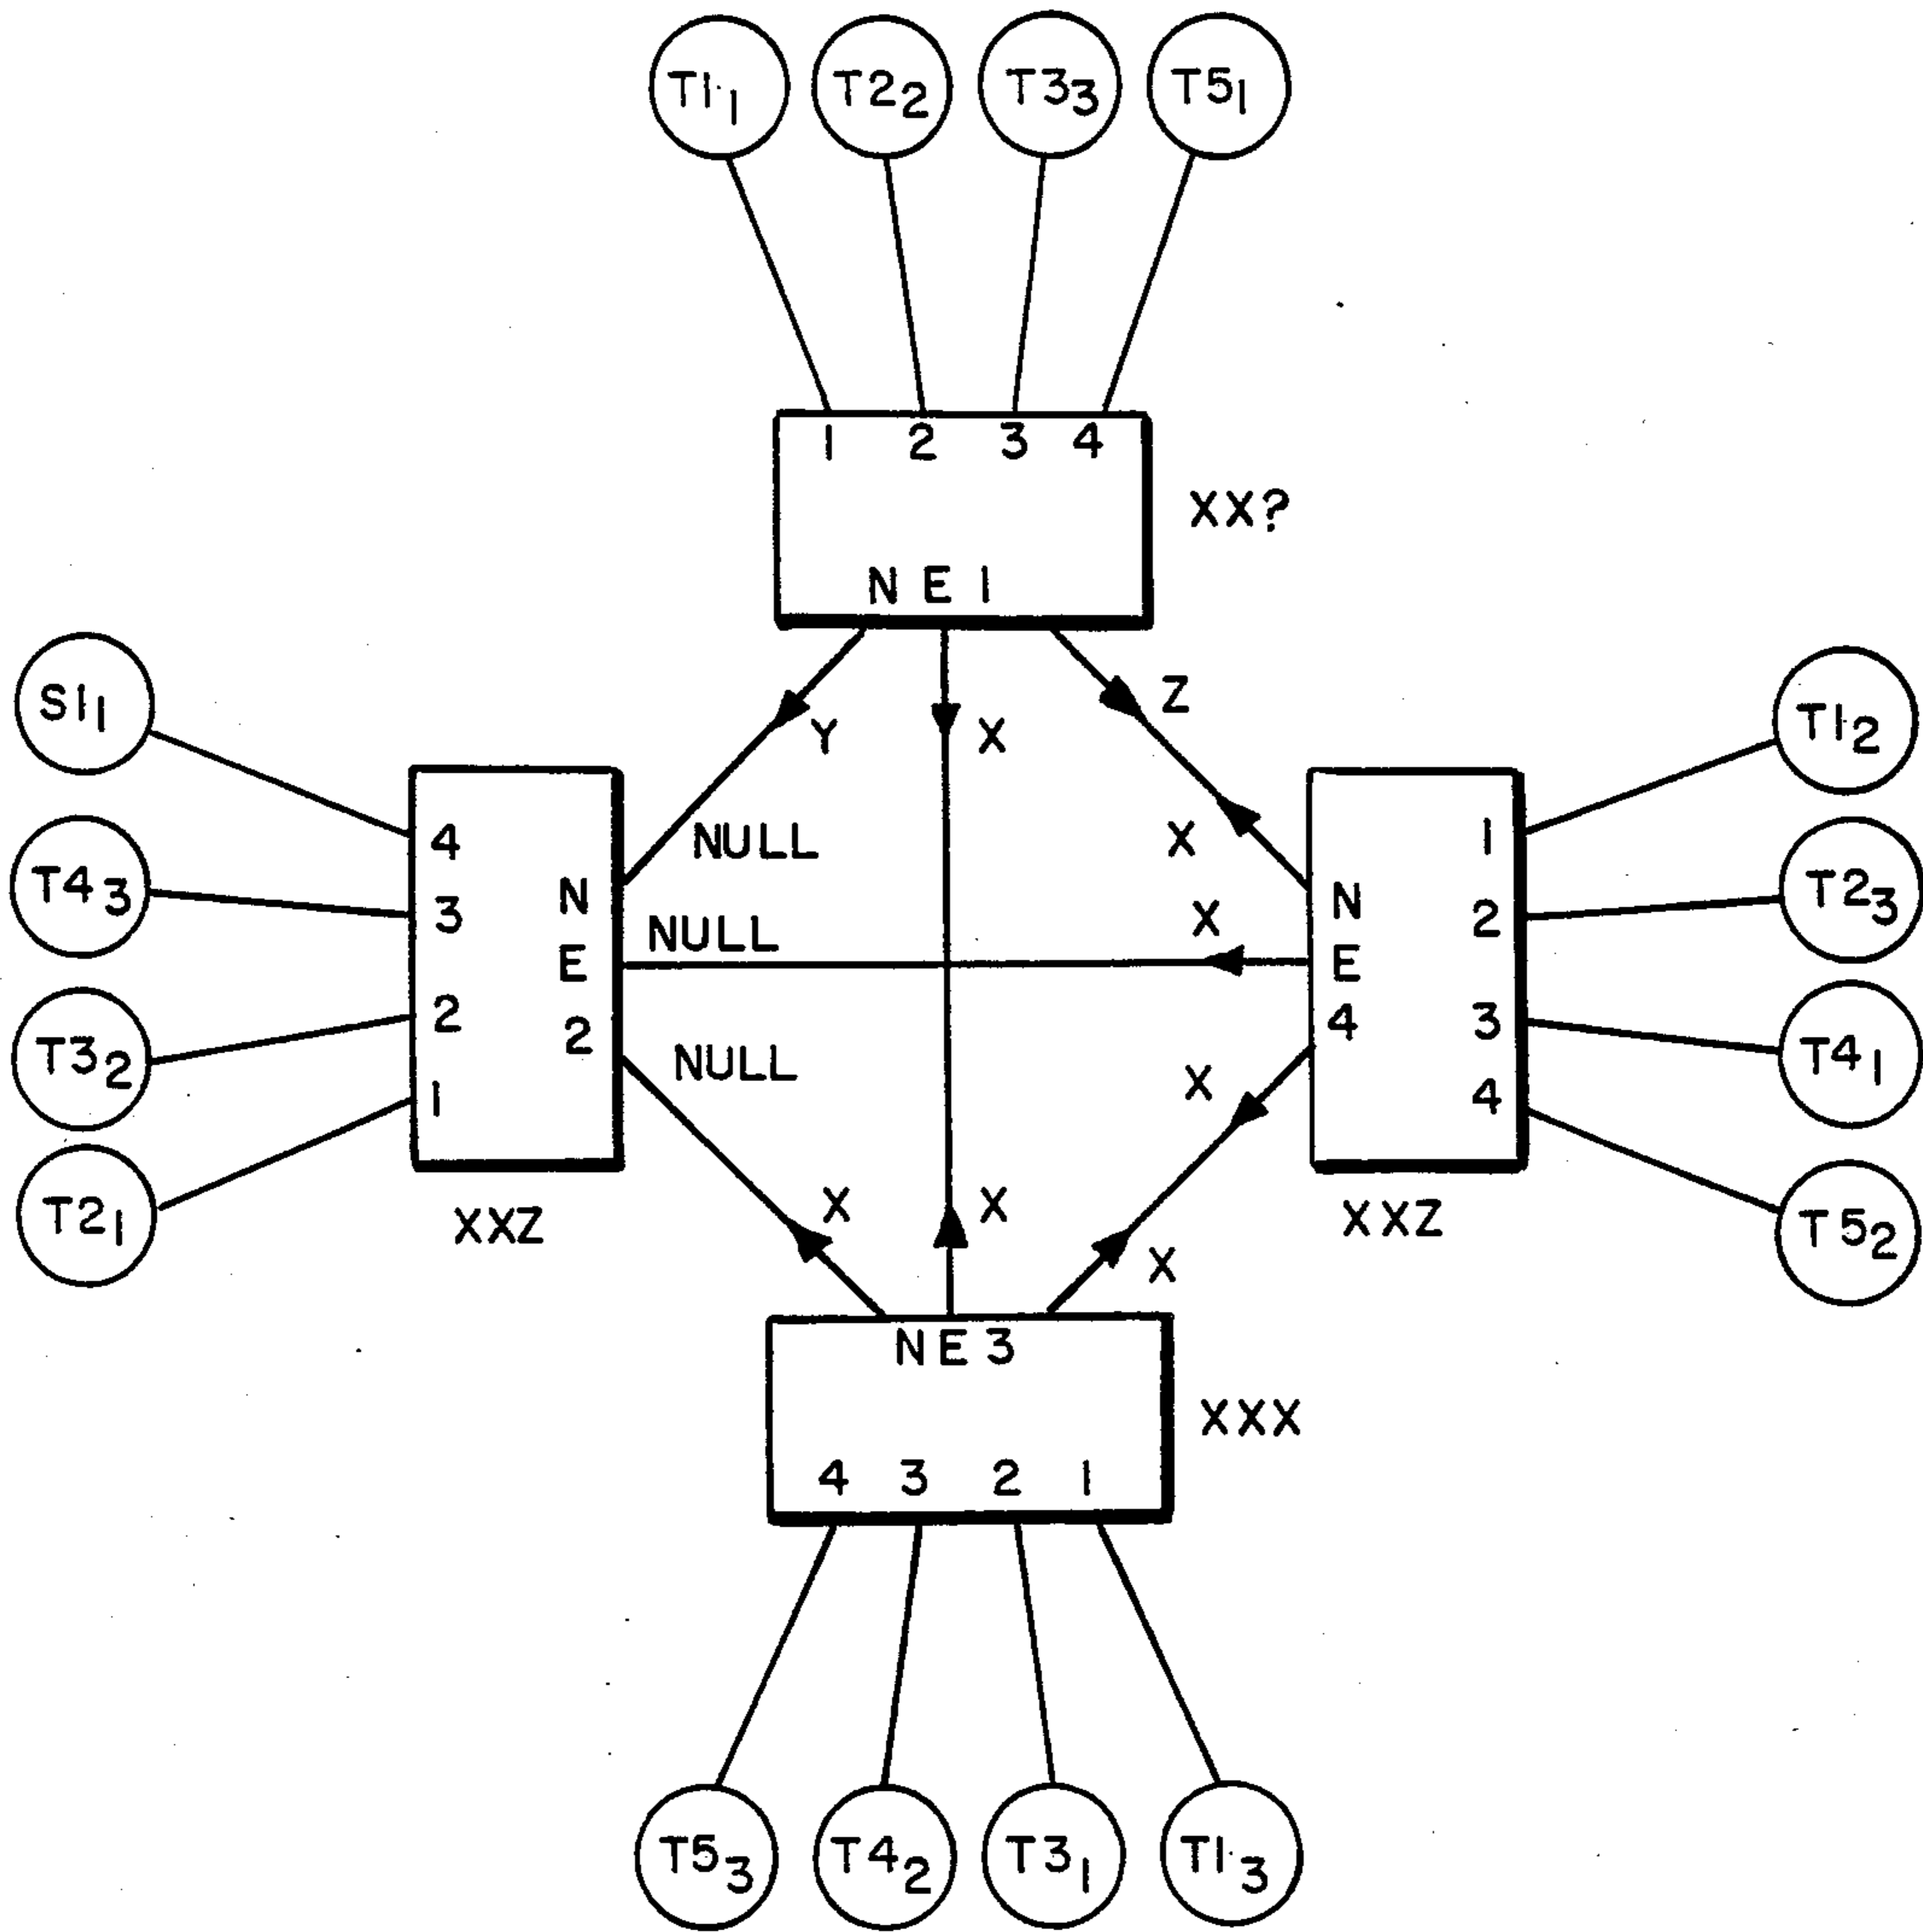 T1₁ T2₂ T3₃ T5₁
1 2 3 4
XX?
NE1
Y X Z
S1₁
T4₃
T3₂
T2₁
4
3
2
1
NE2
XXZ
NULL
NULL
NULL
X
X
X
NE4
1
2
3
4
XXZ
T1₂
T2₃
T4₁
T5₂
X X X
NE3
XXX
4 3 2 1
T5₃ T4₂ T3₁ T1₃